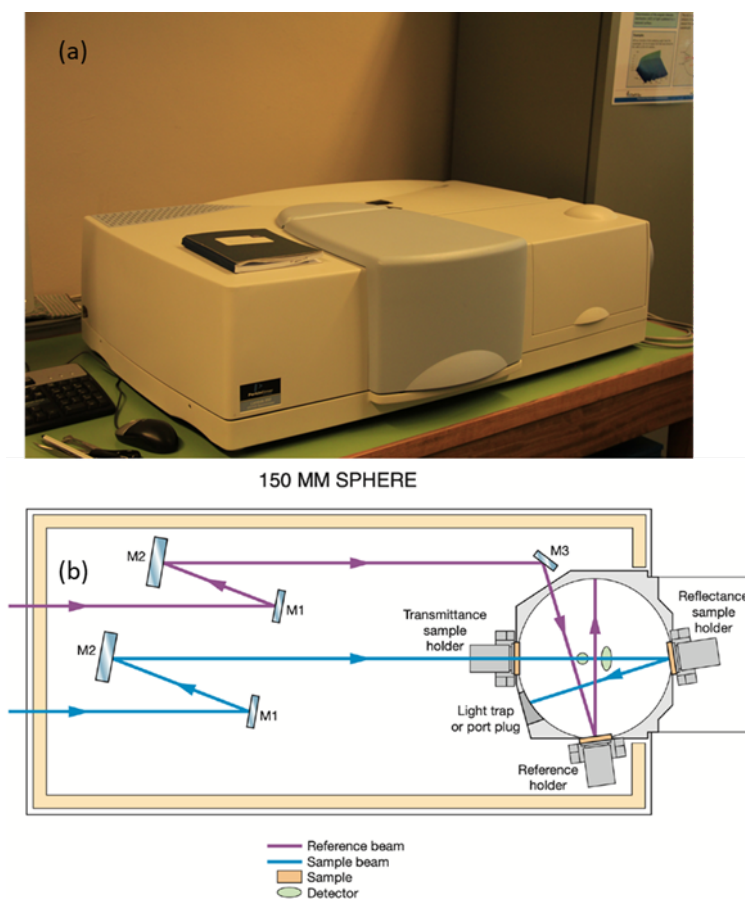 (a)
150 MM SPHERE
(b)
M2
M1
M3
M2
M1
Transmittance
sample
holder
Reflectance
sample
holder
Light trap
or port plug
Reference
holder
Reference beam
Sample beam
Sample
Detector